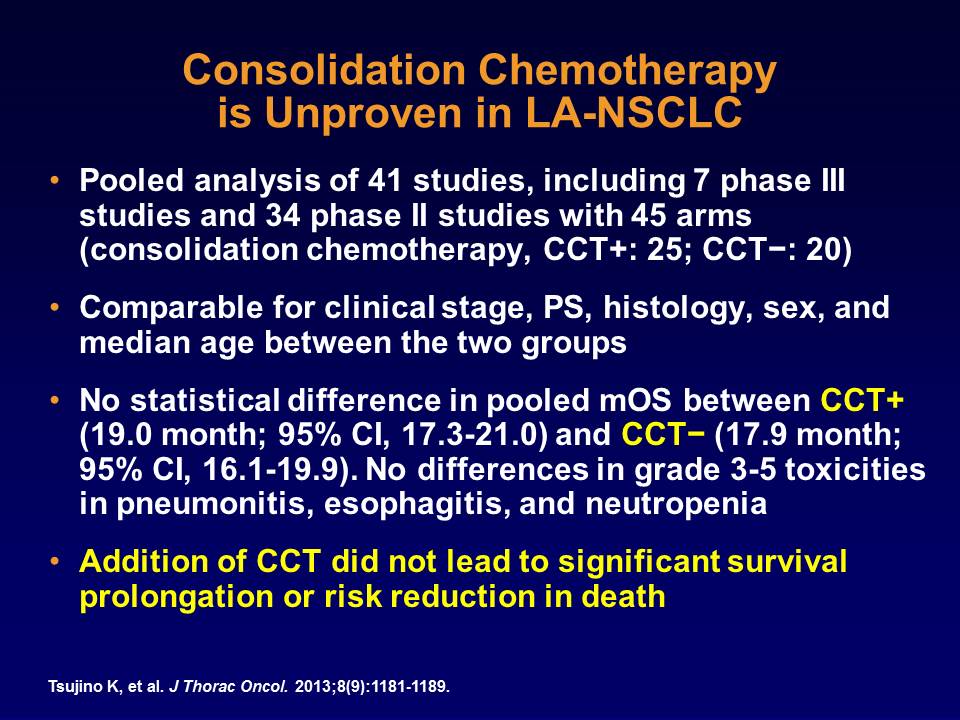 Consolidation Chemotherapy
is Unproven in LA-NSCLC
• Pooled analysis of 41 studies, including 7 phase III
studies and 34 phase II studies with 45 arms
(consolidation chemotherapy, CCT+: 25; CCT−: 20)
• Comparable for clinical stage, PS, histology, sex, and
median age between the two groups
• No statistical difference in pooled mOS between CCT+
(19.0 month; 95% CI, 17.3-21.0) and CCT− (17.9 month;
95% CI, 16.1-19.9). No differences in grade 3-5 toxicities
in pneumonitis, esophagitis, and neutropenia
• Addition of CCT did not lead to significant survival
prolongation or risk reduction in death
Tsujino K, et al. J Thorac Oncol. 2013;8(9):1181-1189.